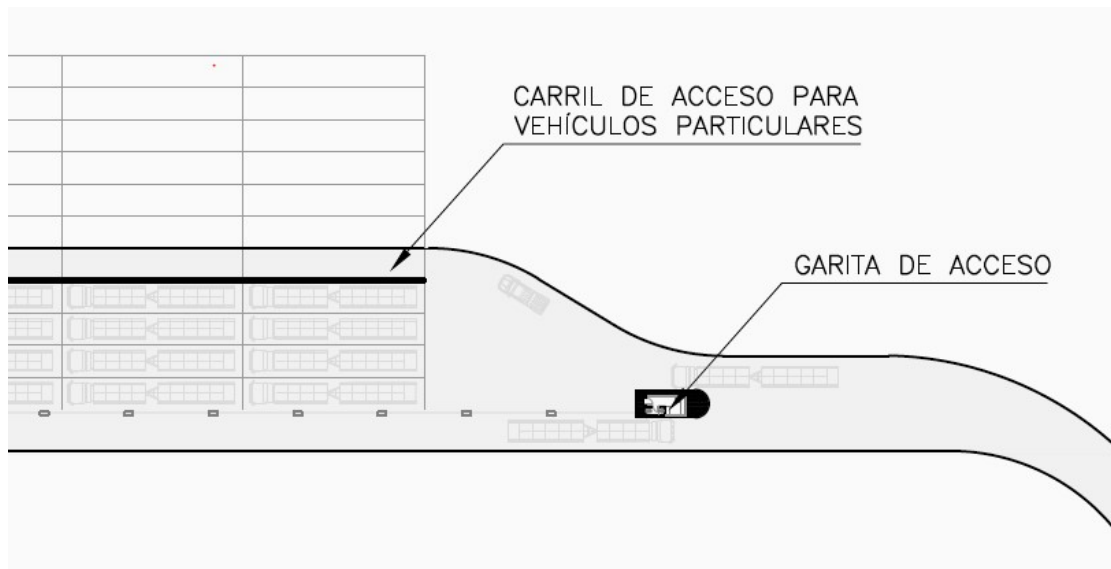 CARRIL DE ACCESO PARA
VEHÍCULOS PARTICULARES
GARITA DE ACCESO